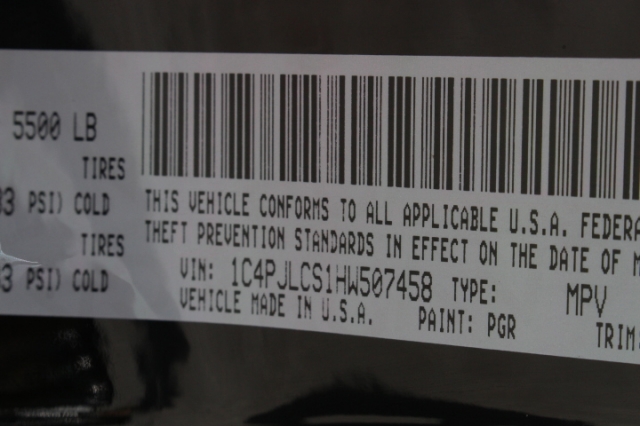 5500 LB
TIRES
PSI) COLD
TIRES
PSI) COLD
THIS VEHICLE CONFORMS TO ALL APPLICABLE U.S.A. FEDERA
THEFT PREVENTION STANDARDS IN EFFECT ON THE DATE OF M
VIN: 1C4PJLCS1HW507458 TYPE: MPV
VEHICLE MADE IN U.S.A. PAINT: PGR TRIM: